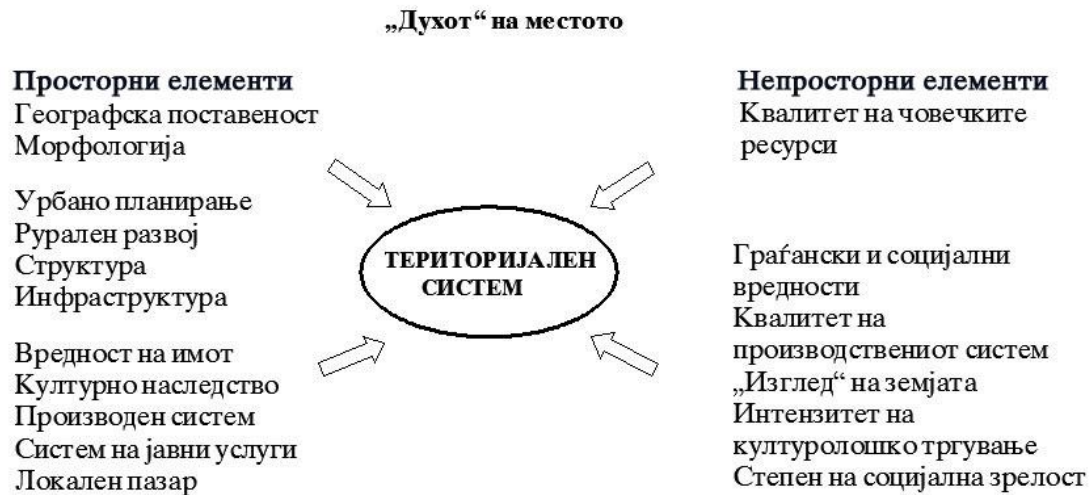 „Духот“ на местото
Просторни елементи
Географска поставеност
Морфологија
Урбано планирање
Рурален развој
Структура
Инфраструктура
Вредност на имот
Културно наследство
Производен систем
Систем на јавни услуги
Локален пазар
ТЕРИТОРИЈАЛЕН
СИСТЕМ
Непросторни елементи
Квалитет на човечките
ресурси
Граѓански и социјални
вредности
Квалитет на
производствениот систем
„Изглед“ на земјата
Интензитет на
културолошко тргување
Степен на социјална зрелост